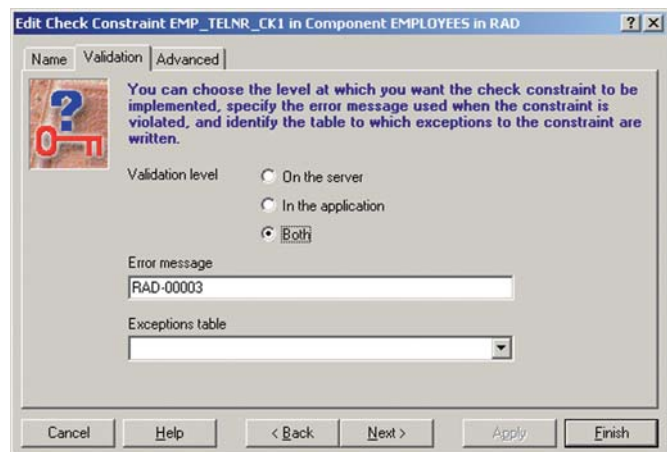 Edit Check Constraint EMP_TELNR_CK1 in Component EMPLOYEES in RAD
Name Validation Advanced
You can choose the level at which you want the check constraint to be
implemented, specify the error message used when the constraint is
violated, and identify the table to which exceptions to the constraint are
written.
Validation level
On the server
In the application
Both
Error message
RAD-00003
Exceptions table
Cancel Help < Back Next > Apply Finish